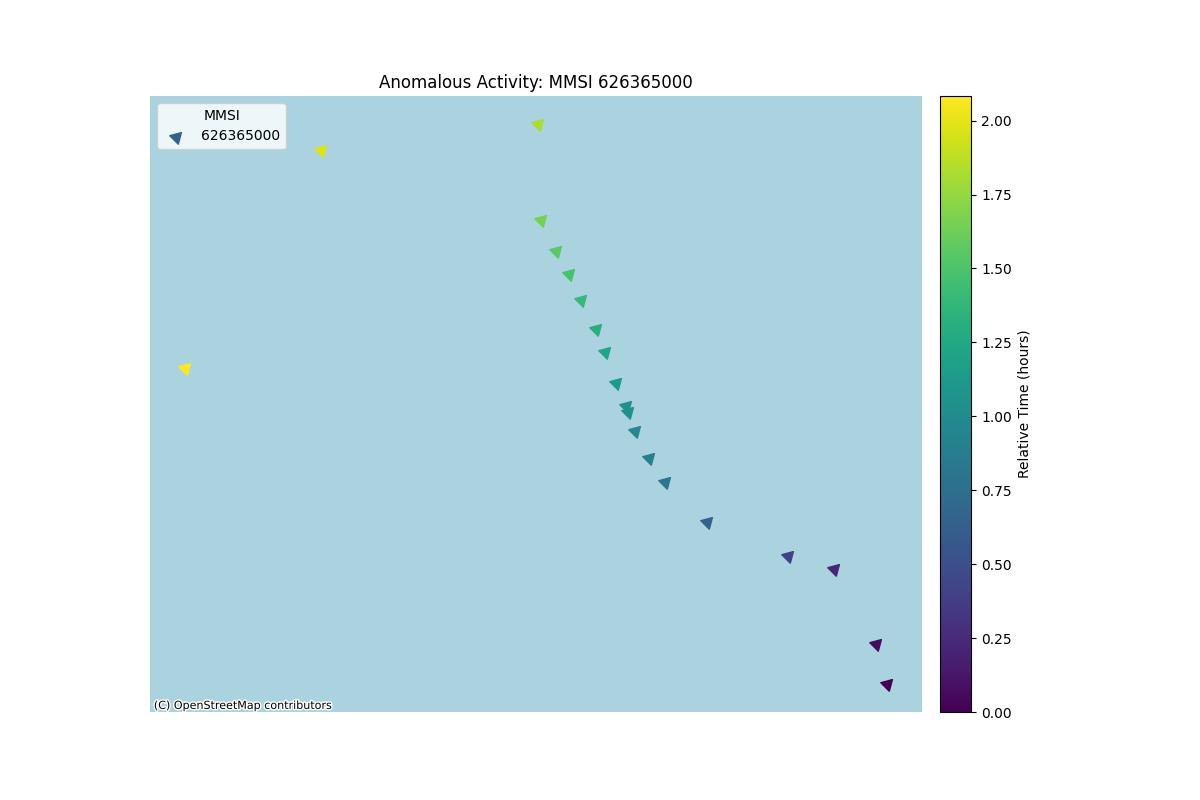 Anomalous Activity: MMSI 626365000
MMSI
626365000
(C) OpenStreetMap contributors
2.00
1.75
1.50
1.25
1.00
0.75
0.50
0.25
0.00
Relative Time (hours)